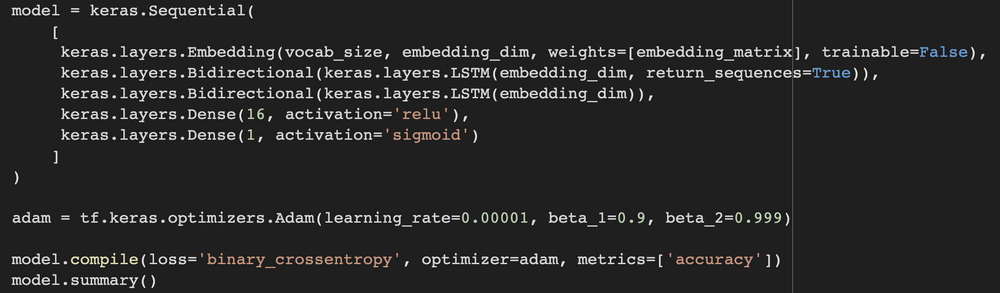 model = keras.Sequential(
    [
     keras.layers.Embedding(vocab_size, embedding_dim, weights=[embedding_matrix], trainable=False),
     keras.layers.Bidirectional(keras.layers.LSTM(embedding_dim, return_sequences=True)),
     keras.layers.Bidirectional(keras.layers.LSTM(embedding_dim)),
     keras.layers.Dense(16, activation='relu'),
     keras.layers.Dense(1, activation='sigmoid')
    ]
)
adam = tf.keras.optimizers.Adam(learning_rate=0.00001, beta_1=0.9, beta_2=0.999)
model.compile(loss='binary_crossentropy', optimizer=adam, metrics=['accuracy'])
model.summary()